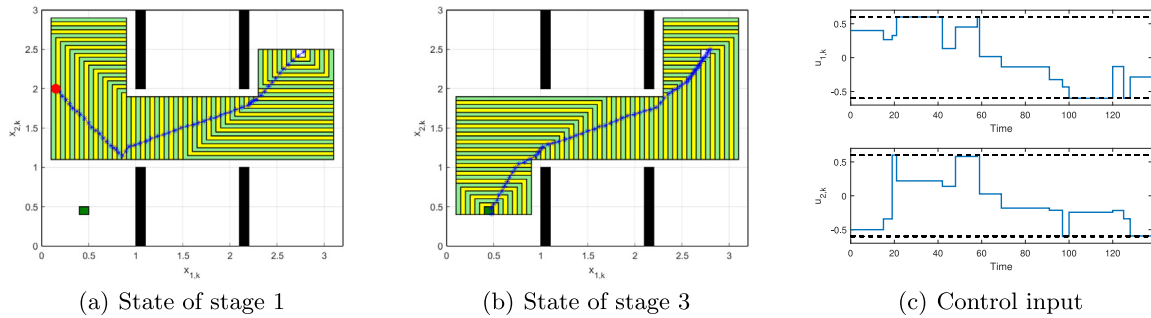 3
2.5
2
1.5
1
0.5
0
x2,k
0 0.5 1 1.5 2 2.5 3
x1,k
(a) State of stage 1
3
2.5
2
1.5
1
0.5
0
x2,k
0 0.5 1 1.5 2 2.5 3
x1,k
(b) State of stage 3
0.5
0
-0.5
u1,k
0 20 40 60 80 100 120
Time
0.5
0
-0.5
u2,k
0 20 40 60 80 100 120
Time
(c) Control input